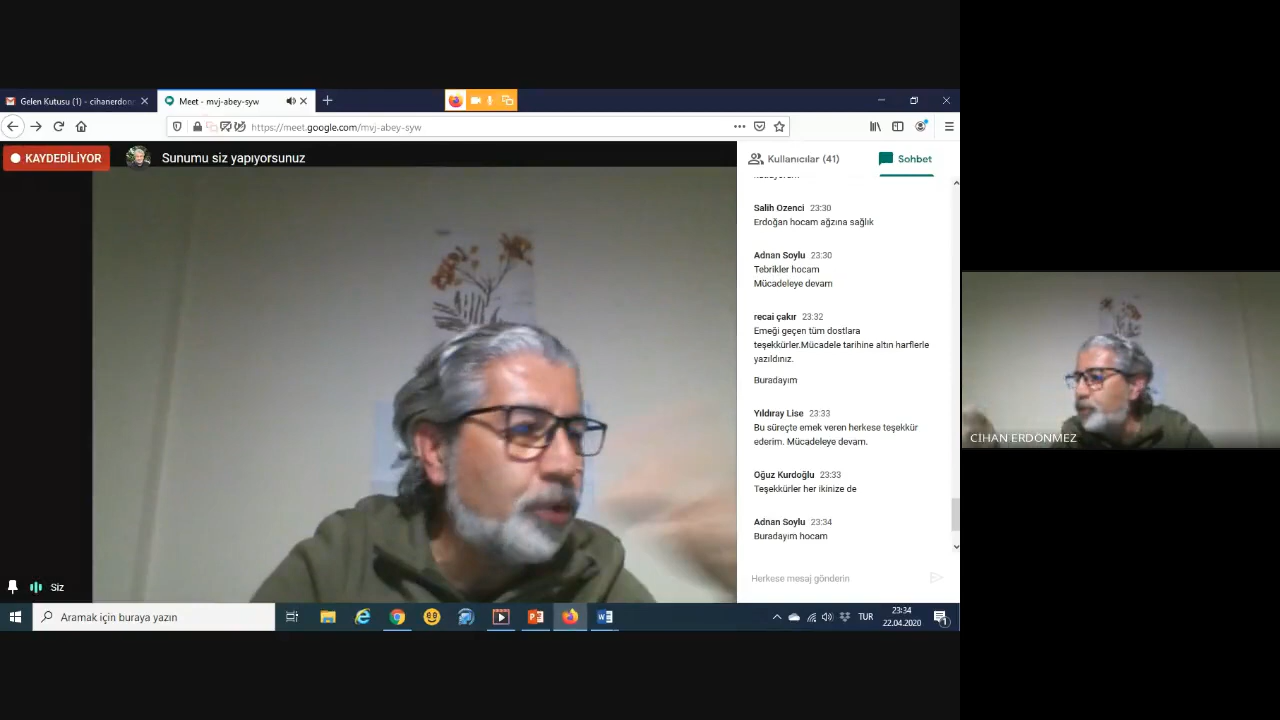 Gelen Kutusu (1) - cihanerdonm
Meet - mvj-abey-syw
https://meet.google.com/mvj-abey-syw
KAYDEDİLİYOR
Sunumu siz yapıyorsunuz
Kullanıcılar (41)
Sohbet
Salih Ozenci 23:30
Erdoğan hocam ağzına sağlık
Adnan Soylu 23:30
Tebrikler hocam
Mücadeleye devam
recai çakır 23:32
Emeği geçen tüm dostlara
teşekkürler.Mücadele tarihine altın harflerle
yazıldınız.
Buradayım
Yıldıray Lise 23:33
Bu süreçte emek veren herkese teşekkür
ederim. Mücadeleye devam.
Oğuz Kurdoğlu 23:33
Teşekkürler her ikinize de
Adnan Soylu 23:34
Buradayım hocam
Herkese mesaj gönderin
Siz
CİHAN ERDÖNMEZ
Aramak için buraya yazın
TUR
23:34
22.04.2020
1